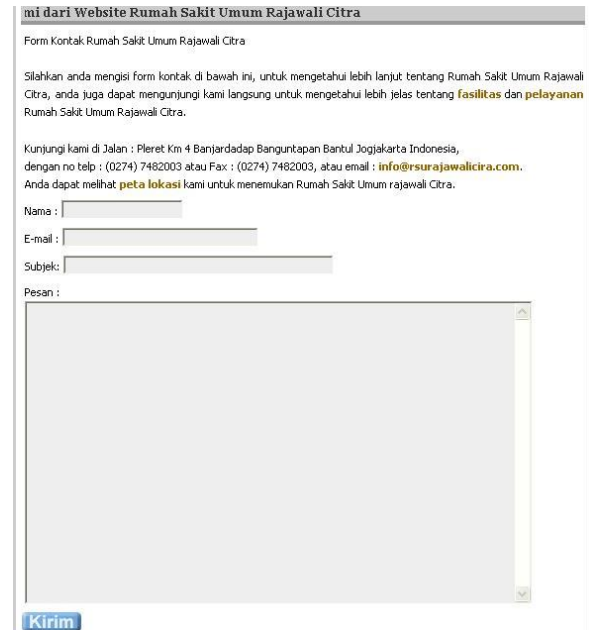 mi dari Website Rumah Sakit Umum Rajawali Citra
Form Kontak Rumah Sakit Umum Rajawali Citra
Silahkan anda mengisi form kontak di bawah ini, untuk mengetahui lebih lanjut tentang Rumah Sakit Umum Rajawali
Citra, anda juga dapat mengunjungi kami langsung untuk mengetahui lebih jelas tentang fasilitas dan pelayanan
Rumah Sakit Umum Rajawali Citra.
Kunjungi kami di Jalan : Pleret Km 4 Banjardadap Banguntapan Bantul Jogjakarta Indonesia,
dengan no telp : (0274) 7482003 atau Fax : (0274) 7482003, atau email : info@rsurajawalicira.com.
Anda dapat melihat peta lokasi kami untuk menemukan Rumah Sakit Umum rajawali Citra.
Nama :
E-mail :
Subjek:
Pesan :
Kirim